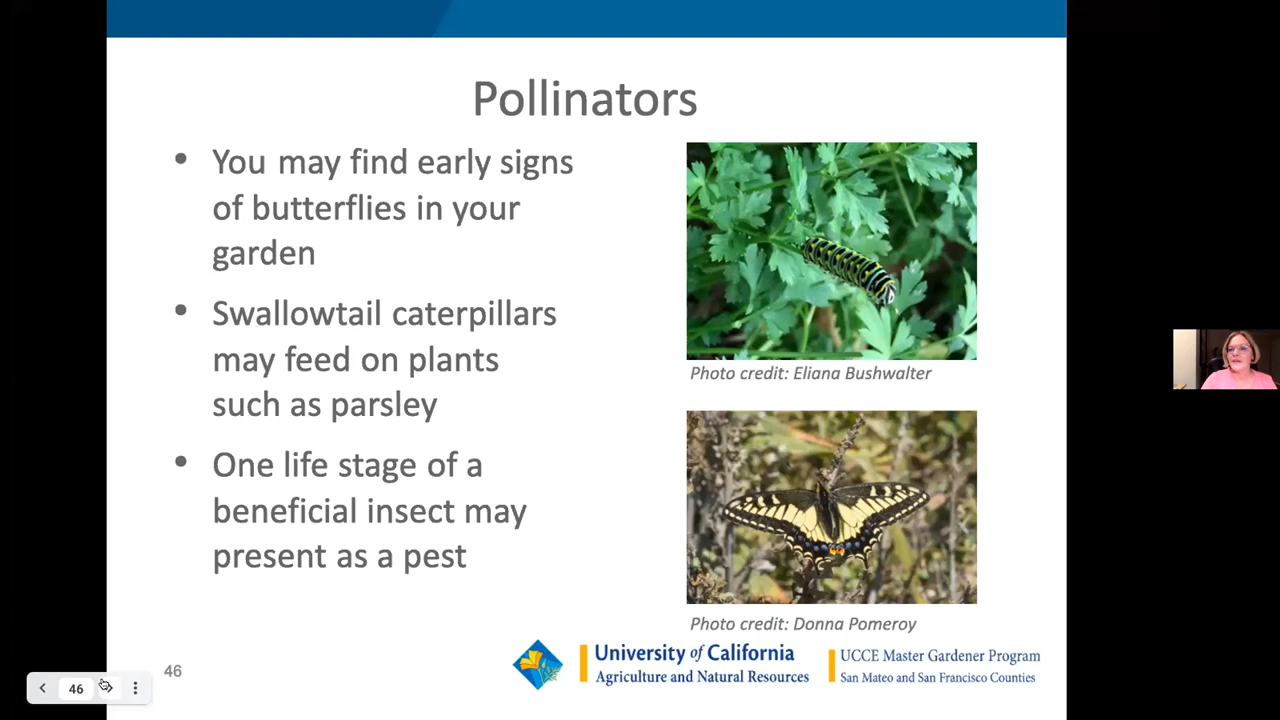 Pollinators
• You may find early signs
of butterflies in your
garden
• Swallowtail caterpillars
may feed on plants
such as parsley
• One life stage of a
beneficial insect may
present as a pest
Photo credit: Eliana Bushwalter
Photo credit: Donna Pomeroy
University of California
Agriculture and Natural Resources
UCCE Master Gardener Program
San Mateo and San Francisco Counties
46
46